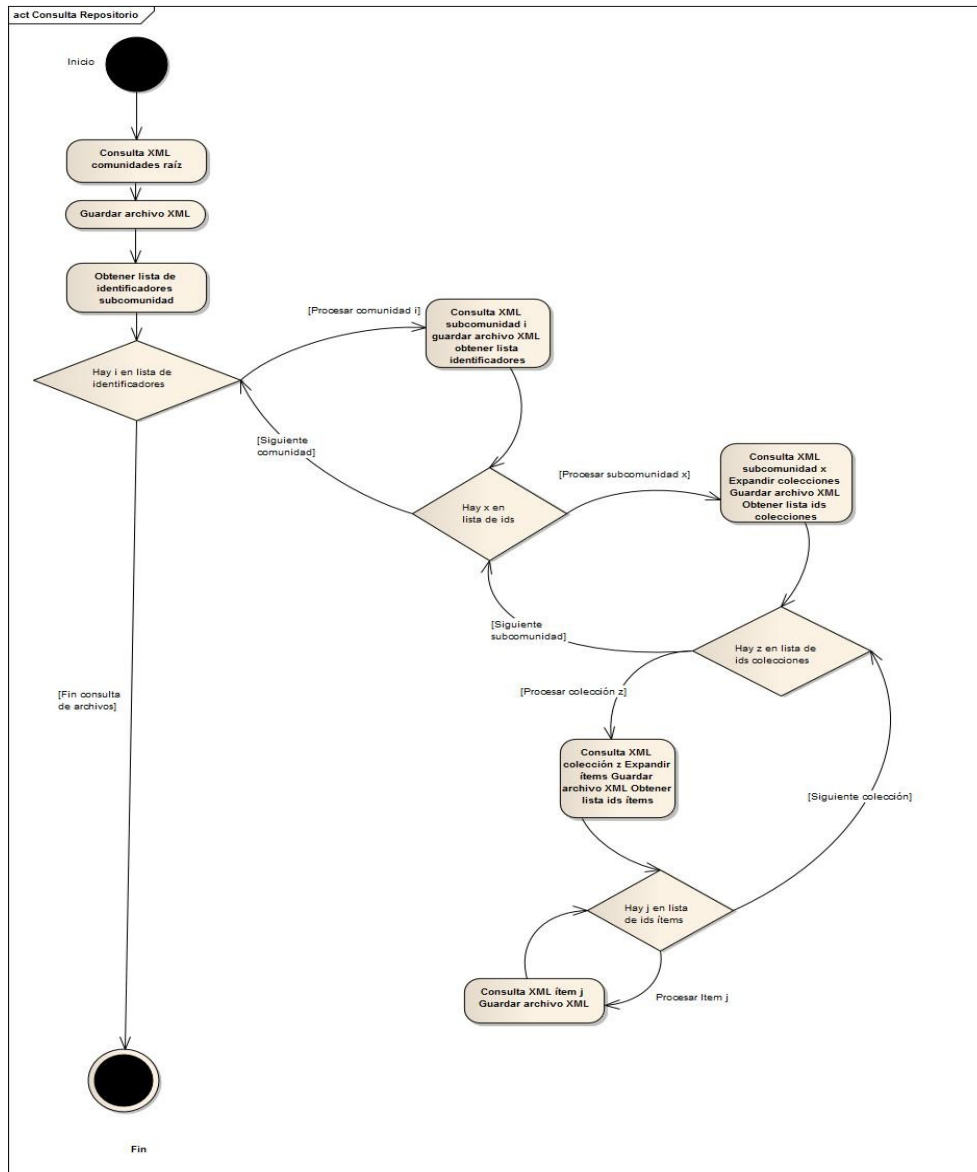 act Consulta Repositorio
Inicio
Consulta XML
comunidades raíz
Guardar archivo XML
Obtener lista de
identificadores
subcomunidad
[Procesar comunidad i]
Consulta XML
subcomunidad i
guardar archivo XML
obtener lista
identificadores
Hay i en lista de
identificadores
[Siguiente
comunidad]
Consulta XML
subcomunidad x
Expandir colecciones
Guardar archivo XML
Obtener lista ids
colecciones
[Procesar subcomunidad x]
Hay x en
lista de ids
[Siguiente
subcomunidad]
Hay z en lista de
ids colecciones
[Procesar colección z]
[Fin consulta
de archivos]
Consulta XML
colección z Expandir
ítems Guardar
archivo XML Obtener
lista ids ítems
[Siguiente colección]
Hay j en lista
de ids ítems
Consulta XML ítem j
Guardar archivo XML
Procesar Item j
Fin